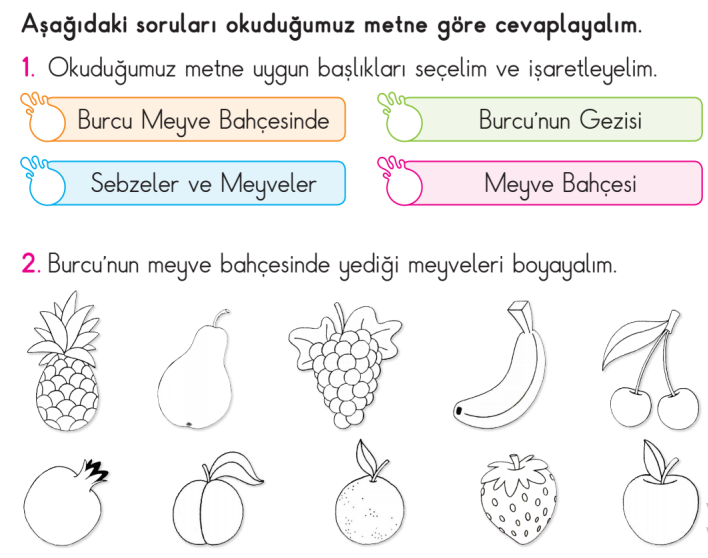 Aşağıdaki soruları okuduğumuz metne göre cevaplayalım.
1. Okuduğumuz metne uygun başlıkları seçelim ve işaretleyelim.
Burcu Meyve Bahçesinde
Burcu'nun Gezisi
Sebzeler ve Meyveler
Meyve Bahçesi
2. Burcu'nun meyve bahçesinde yediği meyveleri boyayalım.